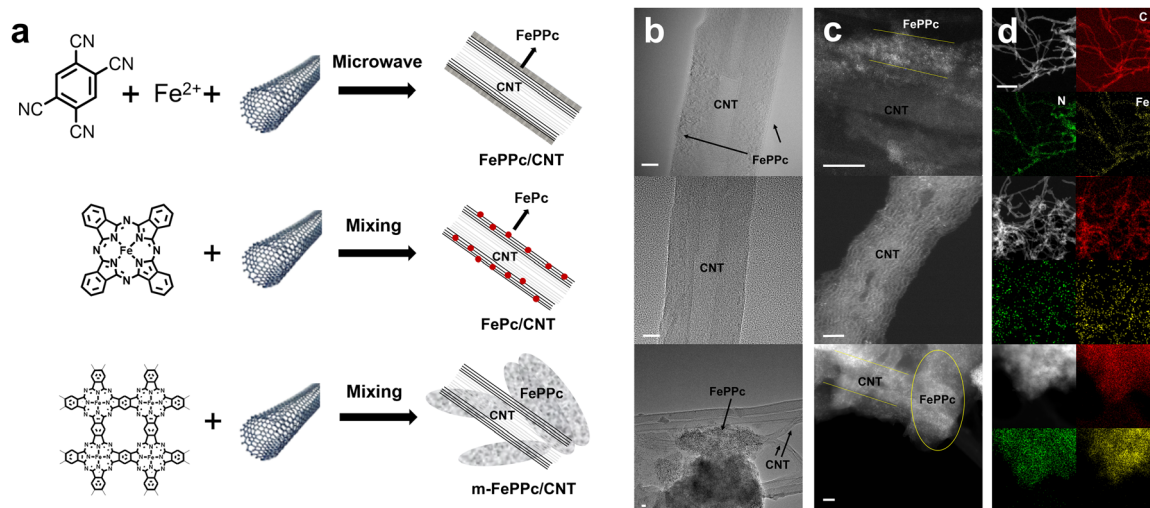 a
CN
CN
NC
CN
+ Fe²⁺ +
Microwave
FePPc
CNT
FePPc/CNT
N
N
N
N
N
Fe
N
N
N
+
Mixing
FePc
CNT
FePc/CNT
+
Mixing
FePPc
CNT
m-FePPc/CNT
b
CNT
FePPc
CNT
FePPc
CNT
c
FePPc
CNT
CNT
CNT
FePPc
d
C
N
Fe